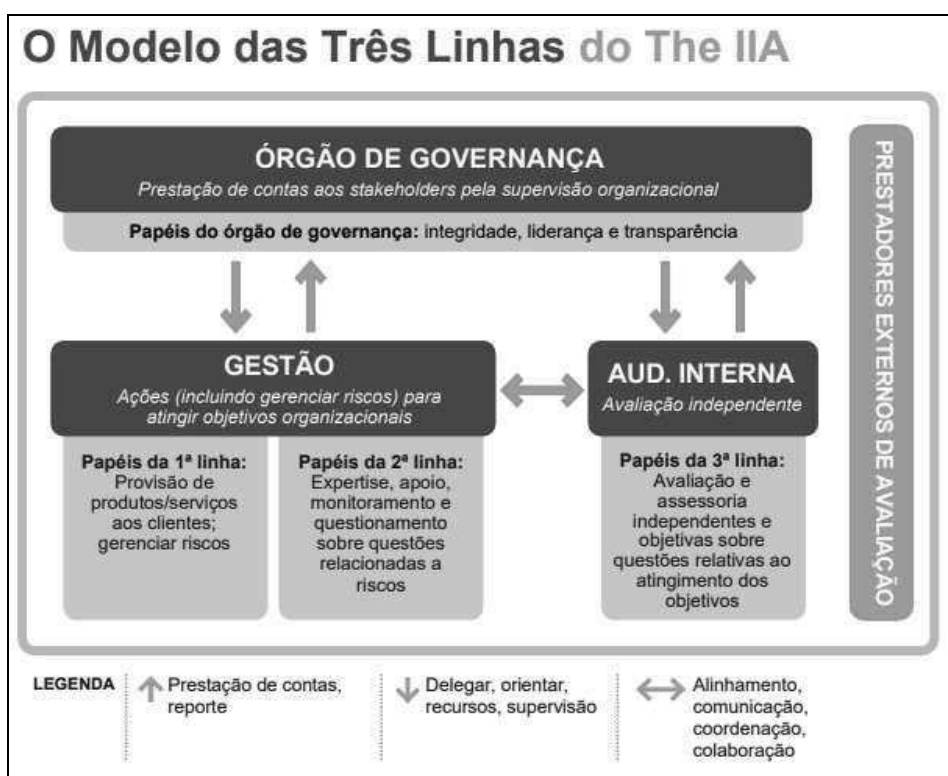 O Modelo das Três Linhas do The IIA
ÓRGÃO DE GOVERNANÇA
Prestação de contas aos stakeholders pela supervisão organizacional
Papéis do órgão de governança: integridade, liderança e transparência
GESTÃO
Ações (incluindo gerenciar riscos) para
atingir objetivos organizacionais
Papéis da 1ª linha:
Provisão de
produtos/serviços
aos clientes;
gerenciar riscos
Papéis da 2ª linha:
Expertise, apoio,
monitoramento e
questionamento
sobre questões
relacionadas a
riscos
AUD. INTERNA
Avaliação independente
Papéis da 3ª linha:
Avaliação e
assessoria
independentes e
objetivas sobre
questões relativas ao
atingimento dos
objetivos
PRESTADORES EXTERNOS DE AVALIAÇÃO
LEGENDA
Prestação de contas,
reporte
Delegar, orientar,
recursos, supervisão
Alinhamento,
comunicação,
coordenação,
colaboração